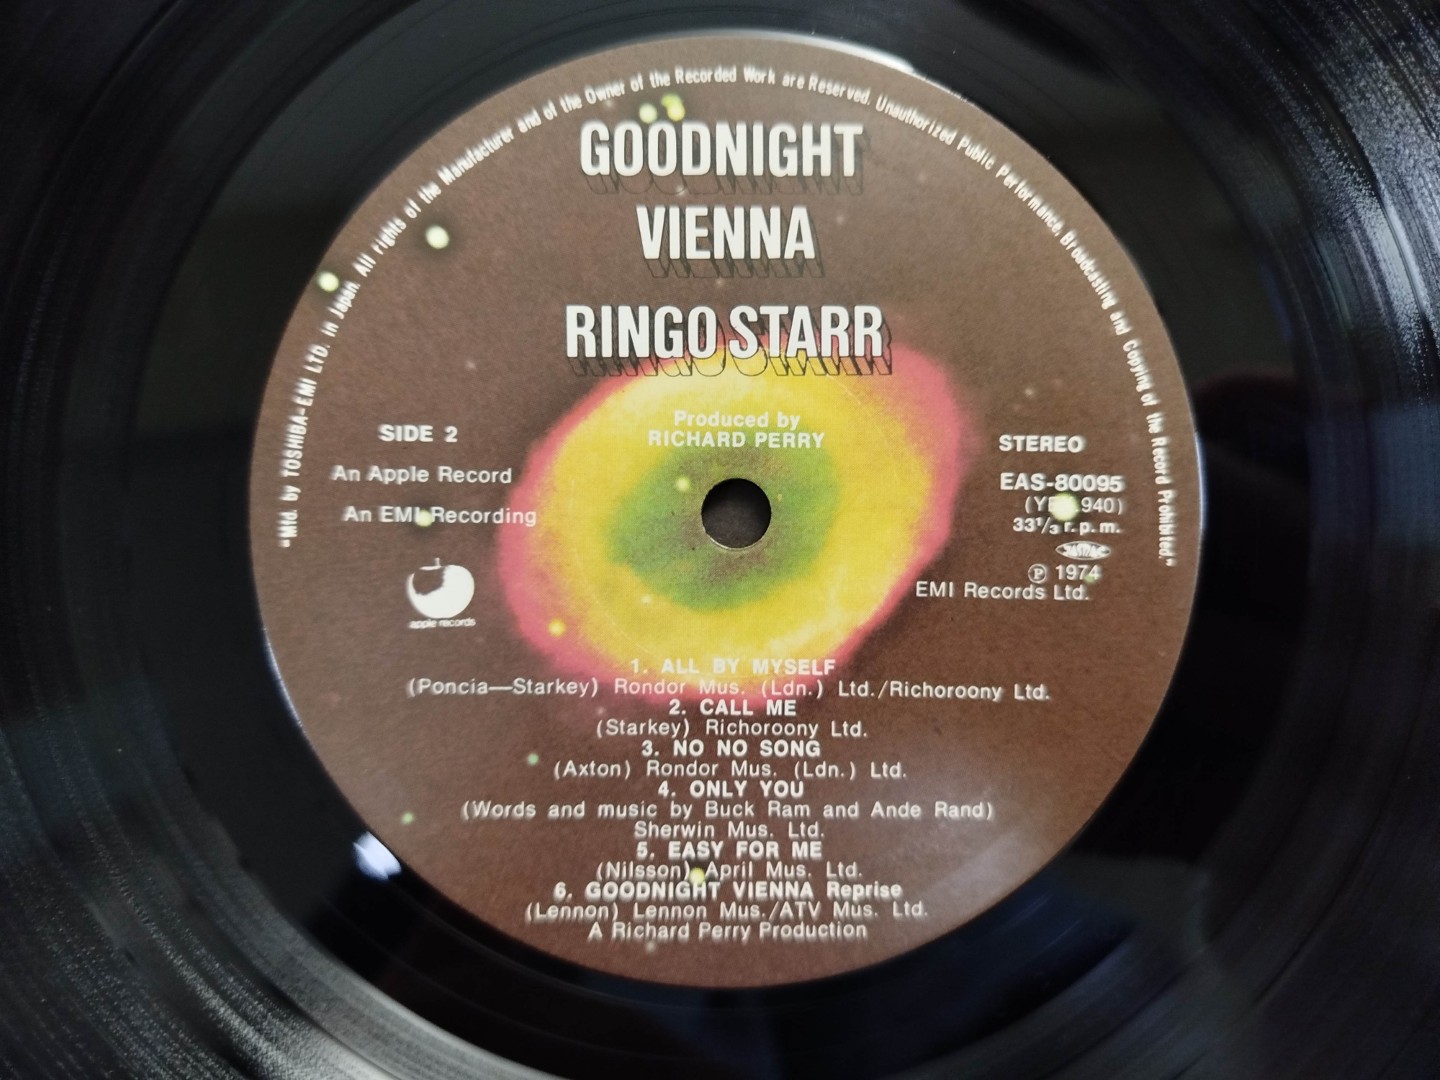 "Mfd. by TOSHIBA-EMI LTD. in Japan. All rights of the Manufacturer and of the Owner of the Recorded Work are Reserved. Unauthorized Public Performance, Broadcasting and Copying of the Record Prohibited."
GOODNIGHT
VIENNA
RINGO STARR
Produced by
RICHARD PERRY
SIDE 2
An Apple Record
An EMI Recording
apple records
STEREO
EAS-80095
940)
33⅓ r.p.m.
℗ 1974
EMI Records Ltd.
1. ALL BY MYSELF
(Poncia—Starkey) Rondor Mus. (Ldn.) Ltd./Richoroony Ltd.
2. CALL ME
(Starkey) Richoroony Ltd.
3. NO NO SONG
(Axton) Rondor Mus. (Ldn.) Ltd.
4. ONLY YOU
(Words and music by Buck Ram and Ande Rand)
Sherwin Mus. Ltd.
5. EASY FOR ME
(Nilsson) April Mus. Ltd.
6. GOODNIGHT VIENNA Reprise
(Lennon) Lennon Mus./ATV Mus. Ltd.
A Richard Perry Production